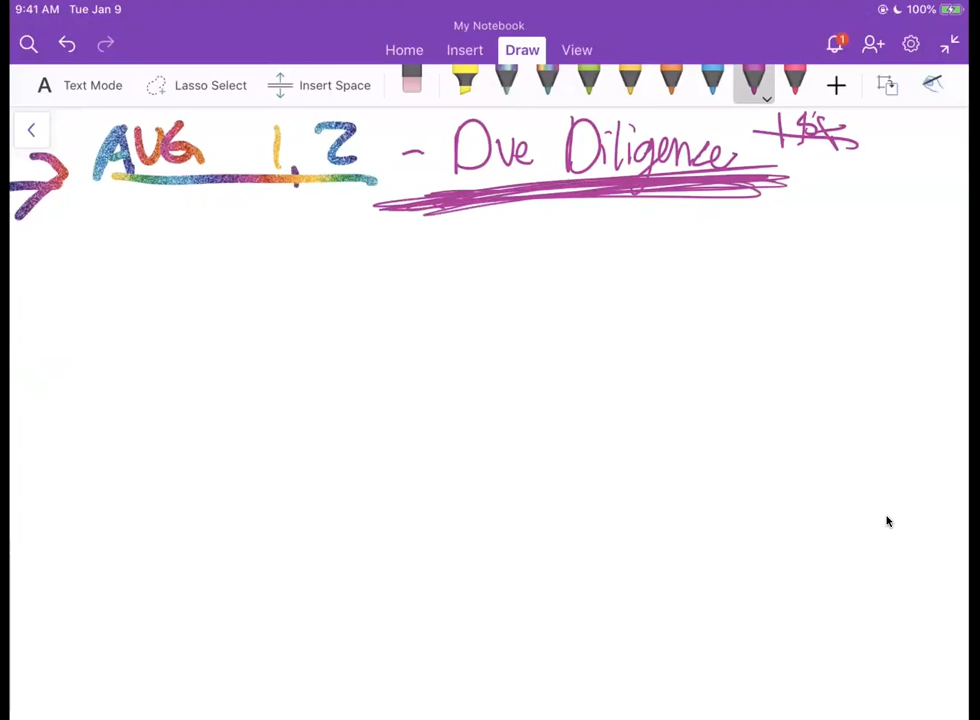 9:41 AM Tue Jan 9 100%
My Notebook
Home Insert Draw View 1
A Text Mode Lasso Select Insert Space
AUG 1, 2 - Due Diligence